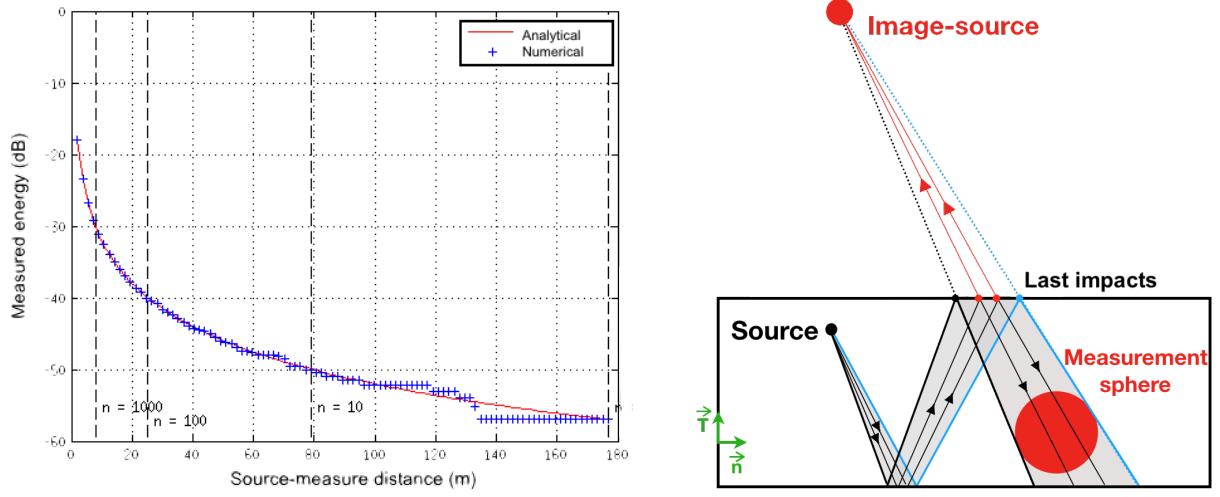 0
-10
-20
-30
-40
-50
-60
Measured energy (dB)
Analytical
Numerical
n = 1000
n = 100
n = 10
n =
0
20
40
60
80
100
120
140
160
180
Source-measure distance (m)
Image-source
Last impacts
Source
Measurement
sphere
T
n